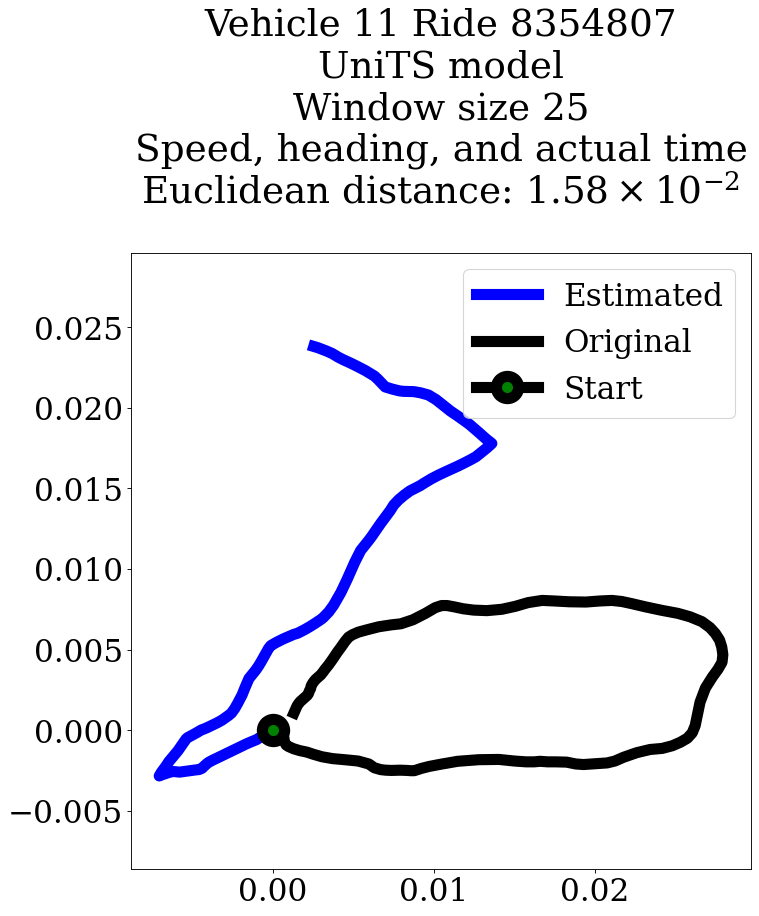 Vehicle 11 Ride 8354807
UniTS model
Window size 25
Speed, heading, and actual time
Euclidean distance: 1.58 × 10⁻²
Estimated
Original
Start
0.025
0.020
0.015
0.010
0.005
0.000
−0.005
0.00 0.01 0.02